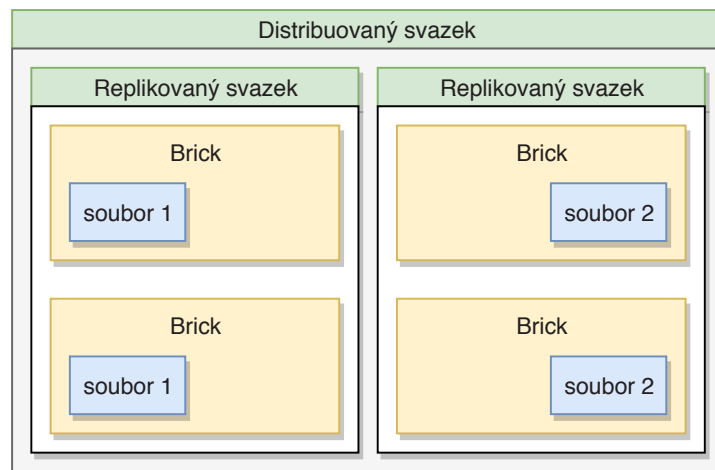 Distribuovaný svazek
Replikovaný svazek
Brick
soubor 1
Brick
soubor 1
Replikovaný svazek
Brick
soubor 2
Brick
soubor 2